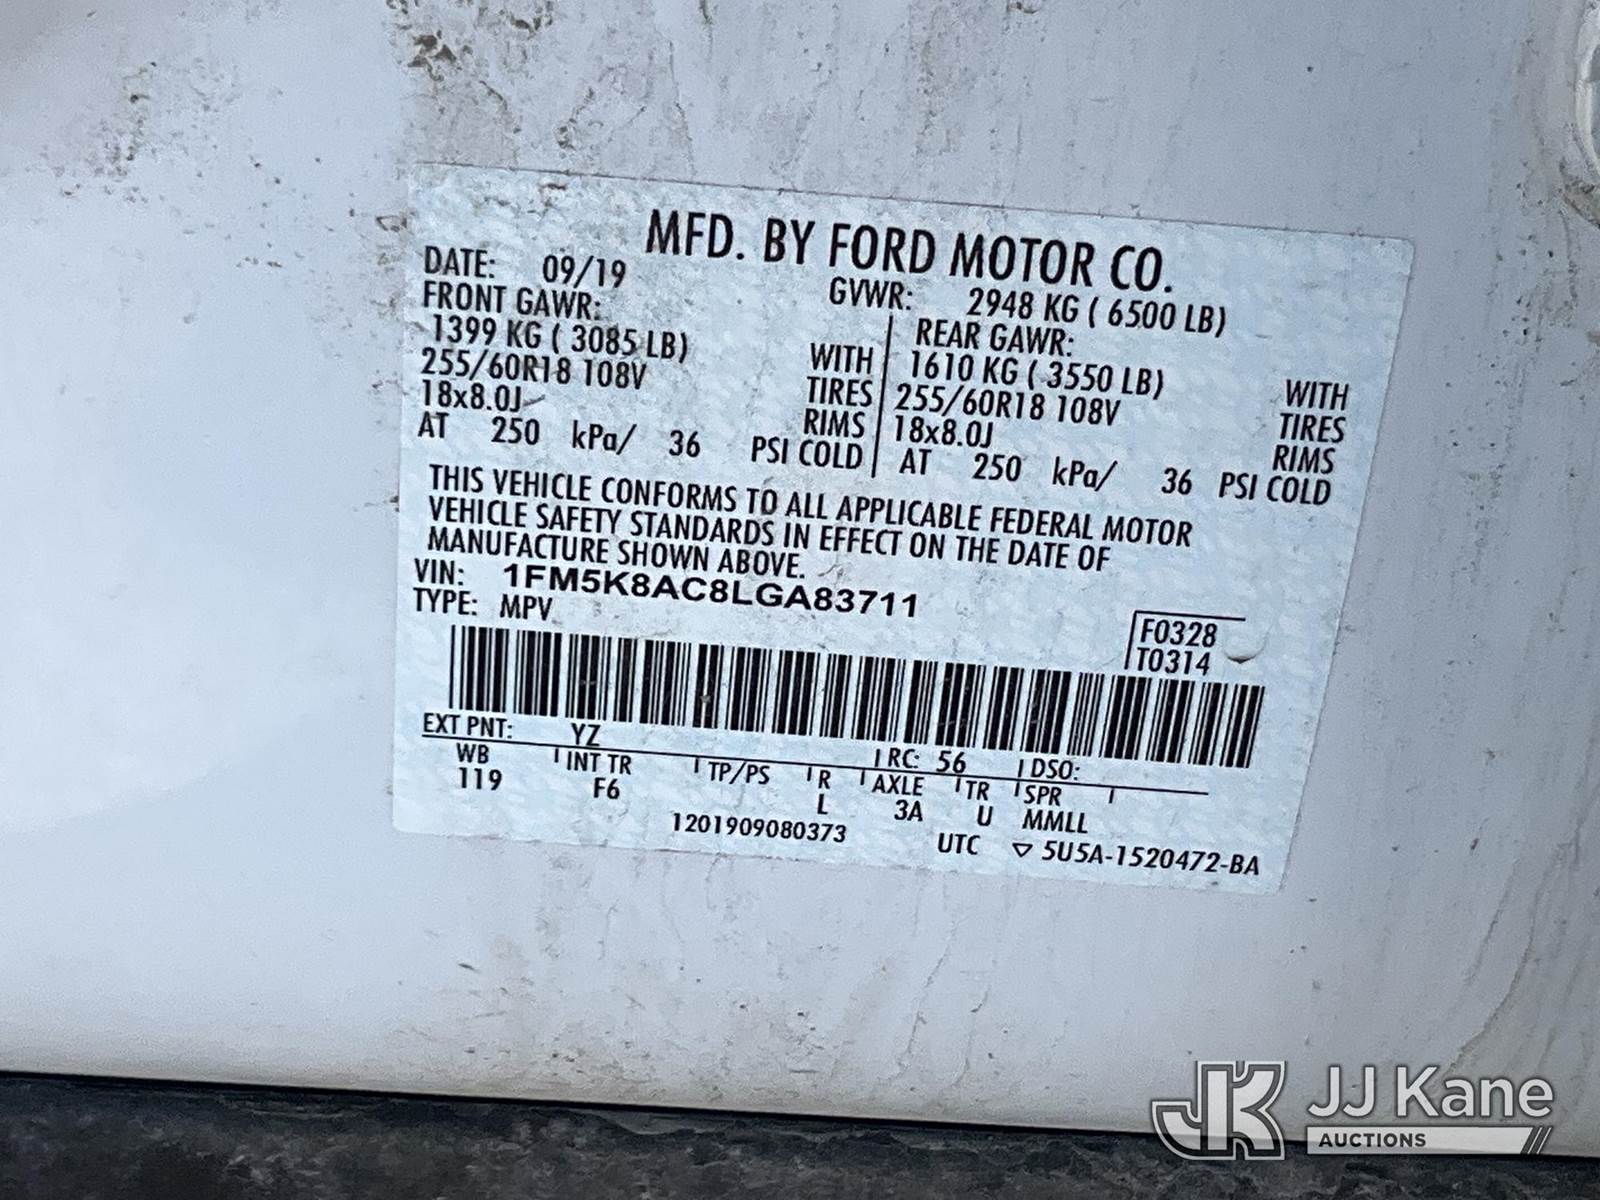 MFD. BY FORD MOTOR CO.
DATE: 09/19 GVWR: 2948 KG ( 6500 LB)
FRONT GAWR: REAR GAWR:
1399 KG ( 3085 LB) WITH 1610 KG ( 3550 LB) WITH
255/60R18 108V TIRES 255/60R18 108V TIRES
18x8.0J RIMS 18x8.0J RIMS
AT 250 kPa/ 36 PSI COLD AT 250 kPa/ 36 PSI COLD
THIS VEHICLE CONFORMS TO ALL APPLICABLE FEDERAL MOTOR
VEHICLE SAFETY STANDARDS IN EFFECT ON THE DATE OF
MANUFACTURE SHOWN ABOVE.
VIN: 1FM5K8AC8LGA83711
TYPE: MPV
F0328
T0314
EXT PNT: YZ RC: 56 DSO:
WB INT TR TP/PS R AXLE TR SPR
119 F6 L 3A U MMLL
1201909080373 UTC ▽ 5U5A-1520472-BA
JK JJ Kane
AUCTIONS